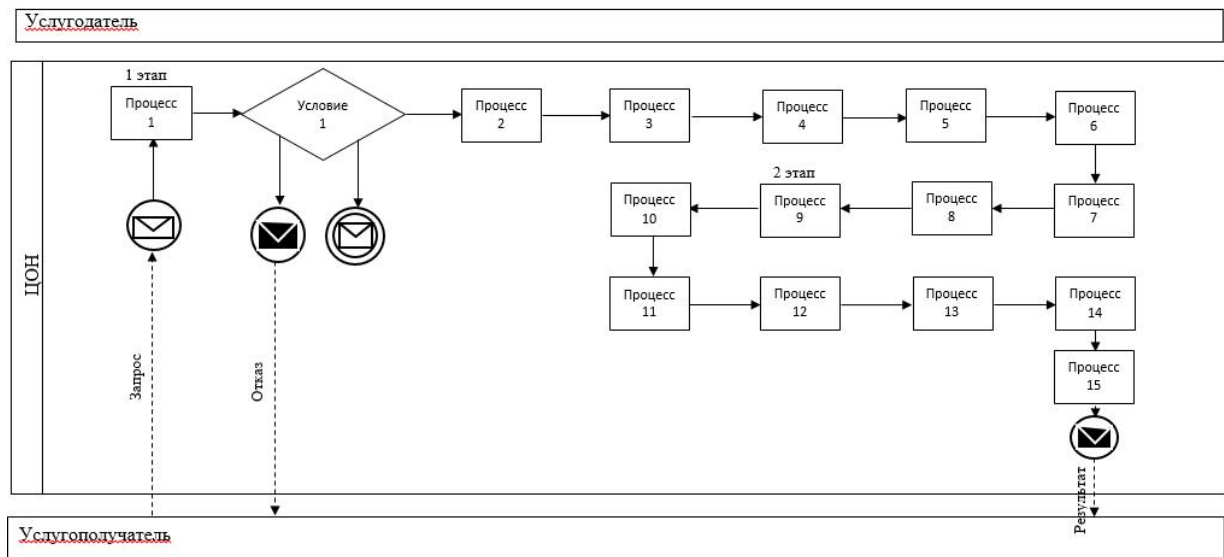 Услугодатель
ЦОН
1 этап
Процесс
1
Условие
1
Процесс
2
Процесс
3
Процесс
4
Процесс
5
Процесс
6
2 этап
Процесс
10
Процесс
9
Процесс
8
Процесс
7
Процесс
11
Процесс
12
Процесс
13
Процесс
14
Процесс
15
Запрос
Отказ
Результат
Услугополучатель